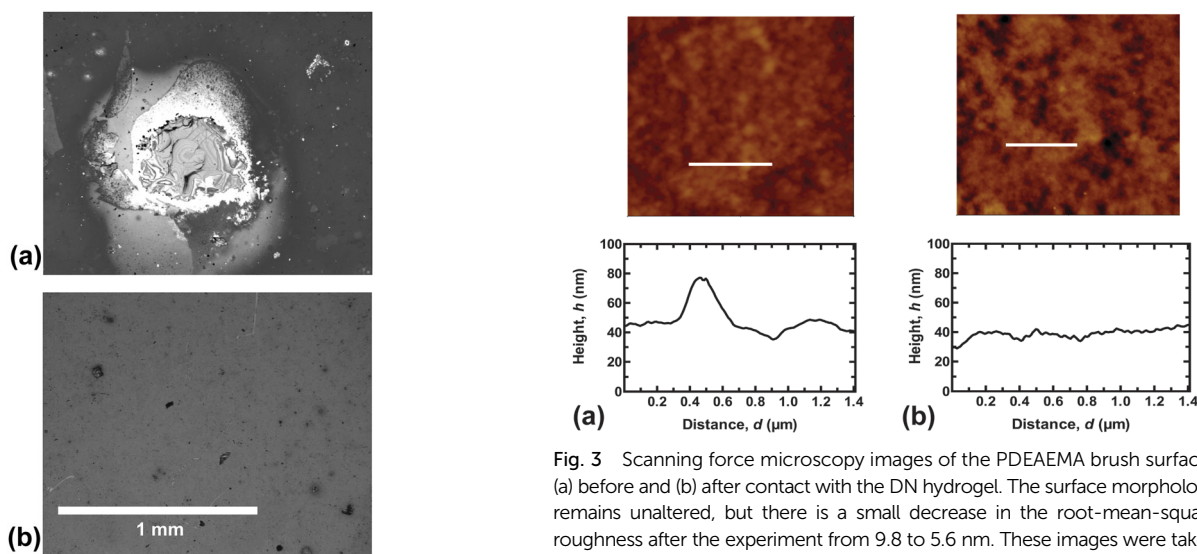 (a)
(b)
1 mm
100
80
60
40
20
0
Height, h (nm)
0.2 0.4 0.6 0.8 1.0 1.2 1.4
(a)
Distance, d (µm)
100
80
60
40
20
0
Height, h (nm)
0.2 0.4 0.6 0.8 1.0 1.2 1.4
(b)
Distance, d (µm)
Fig. 3 Scanning force microscopy images of the PDEAEMA brush surfac
(a) before and (b) after contact with the DN hydrogel. The surface morpholo
remains unaltered, but there is a small decrease in the root-mean-squa
roughness after the experiment from 9.8 to 5.6 nm. These images were tak